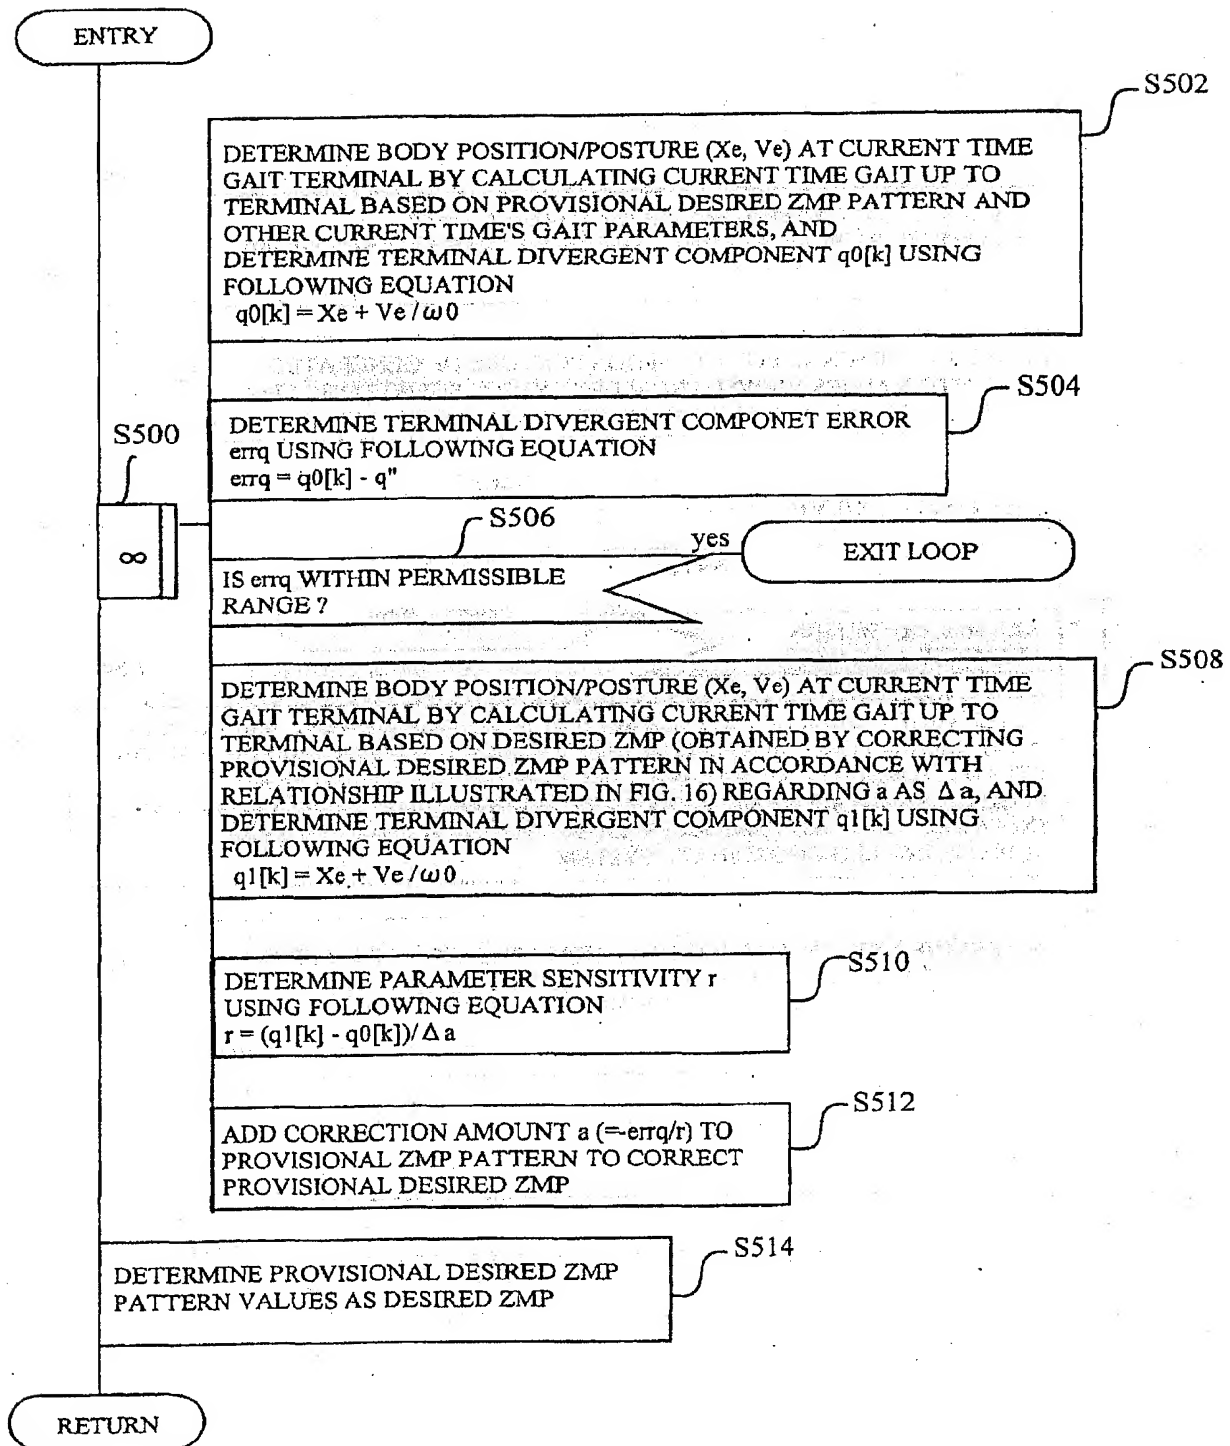 ENTRY
S502
DETERMINE BODY POSITION/POSTURE (Xe, Ve) AT CURRENT TIME
GAIT TERMINAL BY CALCULATING CURRENT TIME GAIT UP TO
TERMINAL BASED ON PROVISIONAL DESIRED ZMP PATTERN AND
OTHER CURRENT TIME'S GAIT PARAMETERS, AND
DETERMINE TERMINAL DIVERGENT COMPONENT q0[k] USING
FOLLOWING EQUATION
q0[k] = Xe + Ve / ω0
S504
DETERMINE TERMINAL DIVERGENT COMPONET ERROR
errq USING FOLLOWING EQUATION
errq = q0[k] - q"
S500
∞
S506
IS errq WITHIN PERMISSIBLE
RANGE ?
yes
EXIT LOOP
S508
DETERMINE BODY POSITION/POSTURE (Xe, Ve) AT CURRENT TIME
GAIT TERMINAL BY CALCULATING CURRENT TIME GAIT UP TO
TERMINAL BASED ON DESIRED ZMP (OBTAINED BY CORRECTING
PROVISIONAL DESIRED ZMP PATTERN IN ACCORDANCE WITH
RELATIONSHIP ILLUSTRATED IN FIG. 16) REGARDING a AS Δa, AND
DETERMINE TERMINAL DIVERGENT COMPONENT q1[k] USING
FOLLOWING EQUATION
q1[k] = Xe + Ve / ω0
S510
DETERMINE PARAMETER SENSITIVITY r
USING FOLLOWING EQUATION
r = (q1[k] - q0[k])/Δa
S512
ADD CORRECTION AMOUNT a (=-errq/r) TO
PROVISIONAL ZMP PATTERN TO CORRECT
PROVISIONAL DESIRED ZMP
S514
DETERMINE PROVISIONAL DESIRED ZMP
PATTERN VALUES AS DESIRED ZMP
RETURN